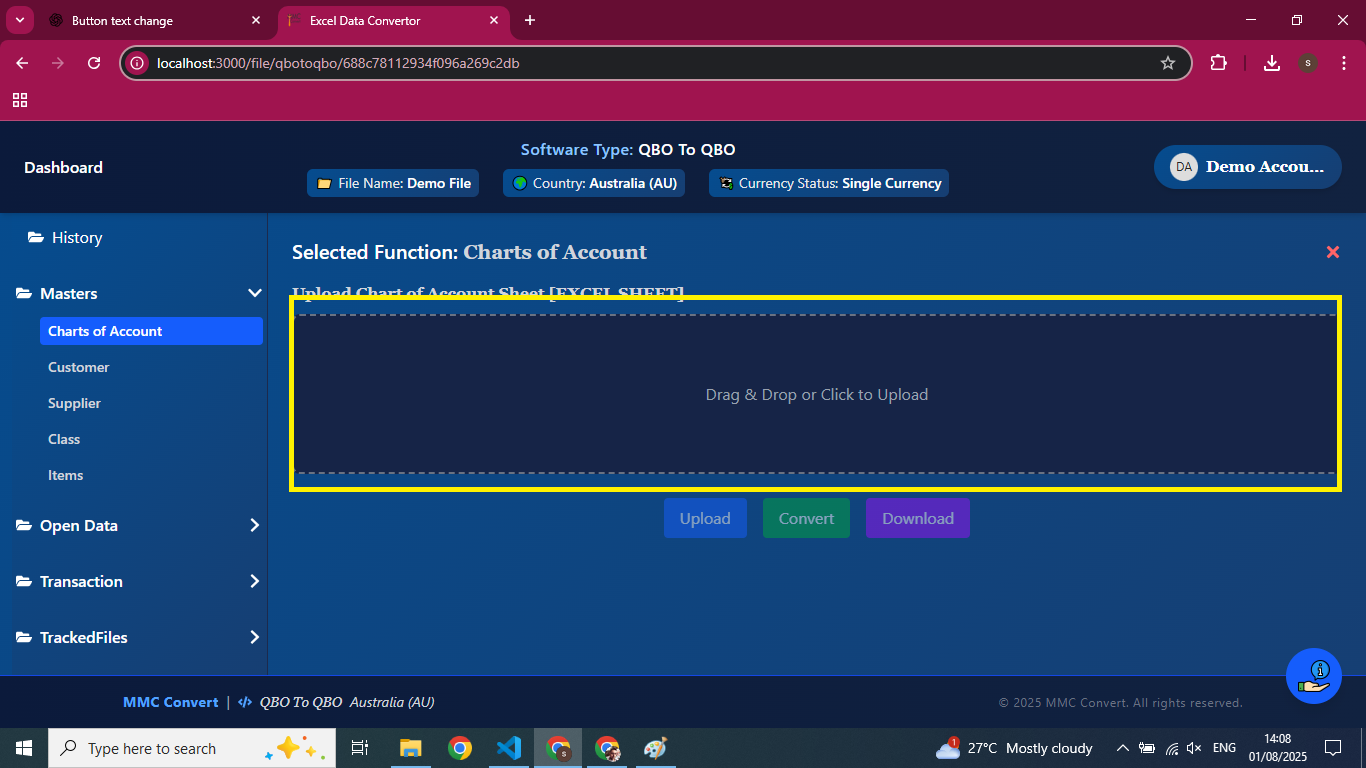 Button text change
Excel Data Convertor
localhost:3000/file/qbotoqbo/688c78112934f096a269c2db
S
Dashboard
Software Type: QBO To QBO
File Name: Demo File
Country: Australia (AU)
Currency Status: Single Currency
DA
Demo Accou...
History
Masters
Charts of Account
Customer
Supplier
Class
Items
Open Data
Transaction
TrackedFiles
Selected Function: Charts of Account
Upload Chart of Account Sheet [EXCEL SHEET]
Drag & Drop or Click to Upload
Upload
Convert
Download
MMC Convert | QBO To QBO Australia (AU)
© 2025 MMC Convert. All rights reserved.
Type here to search
S
1
27°C Mostly cloudy
ENG
14:08
01/08/2025